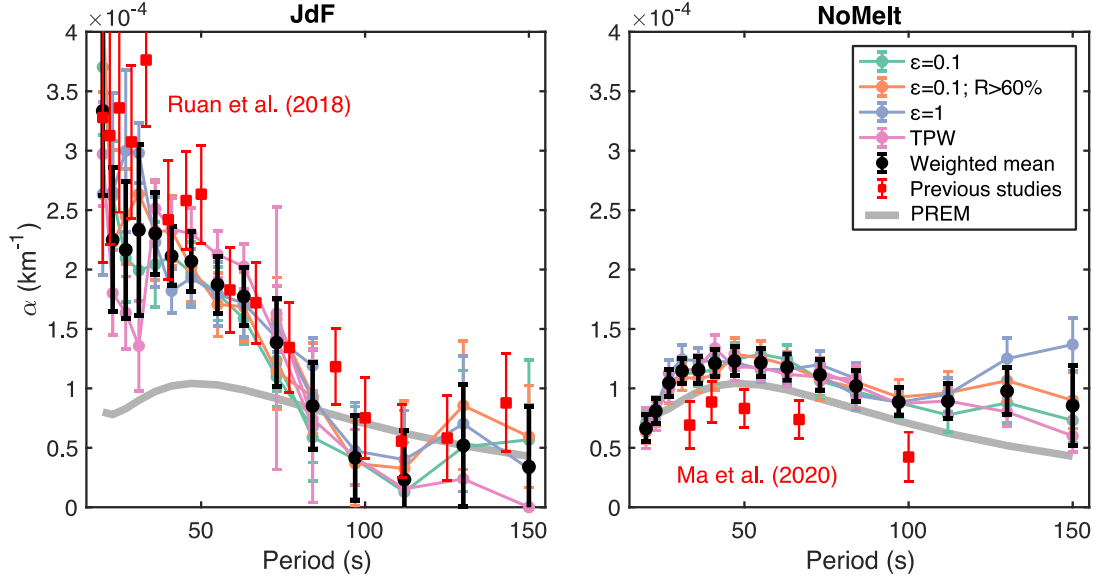 JdF
×10⁻⁴
4
3.5
3
2.5
2
1.5
1
0.5
0
α (km⁻¹)
50
100
150
Period (s)
Ruan et al. (2018)
NoMelt
×10⁻⁴
4
3.5
3
2.5
2
1.5
1
0.5
0
50
100
150
Period (s)
ε=0.1
ε=0.1; R>60%
ε=1
TPW
Weighted mean
Previous studies
PREM
Ma et al. (2020)